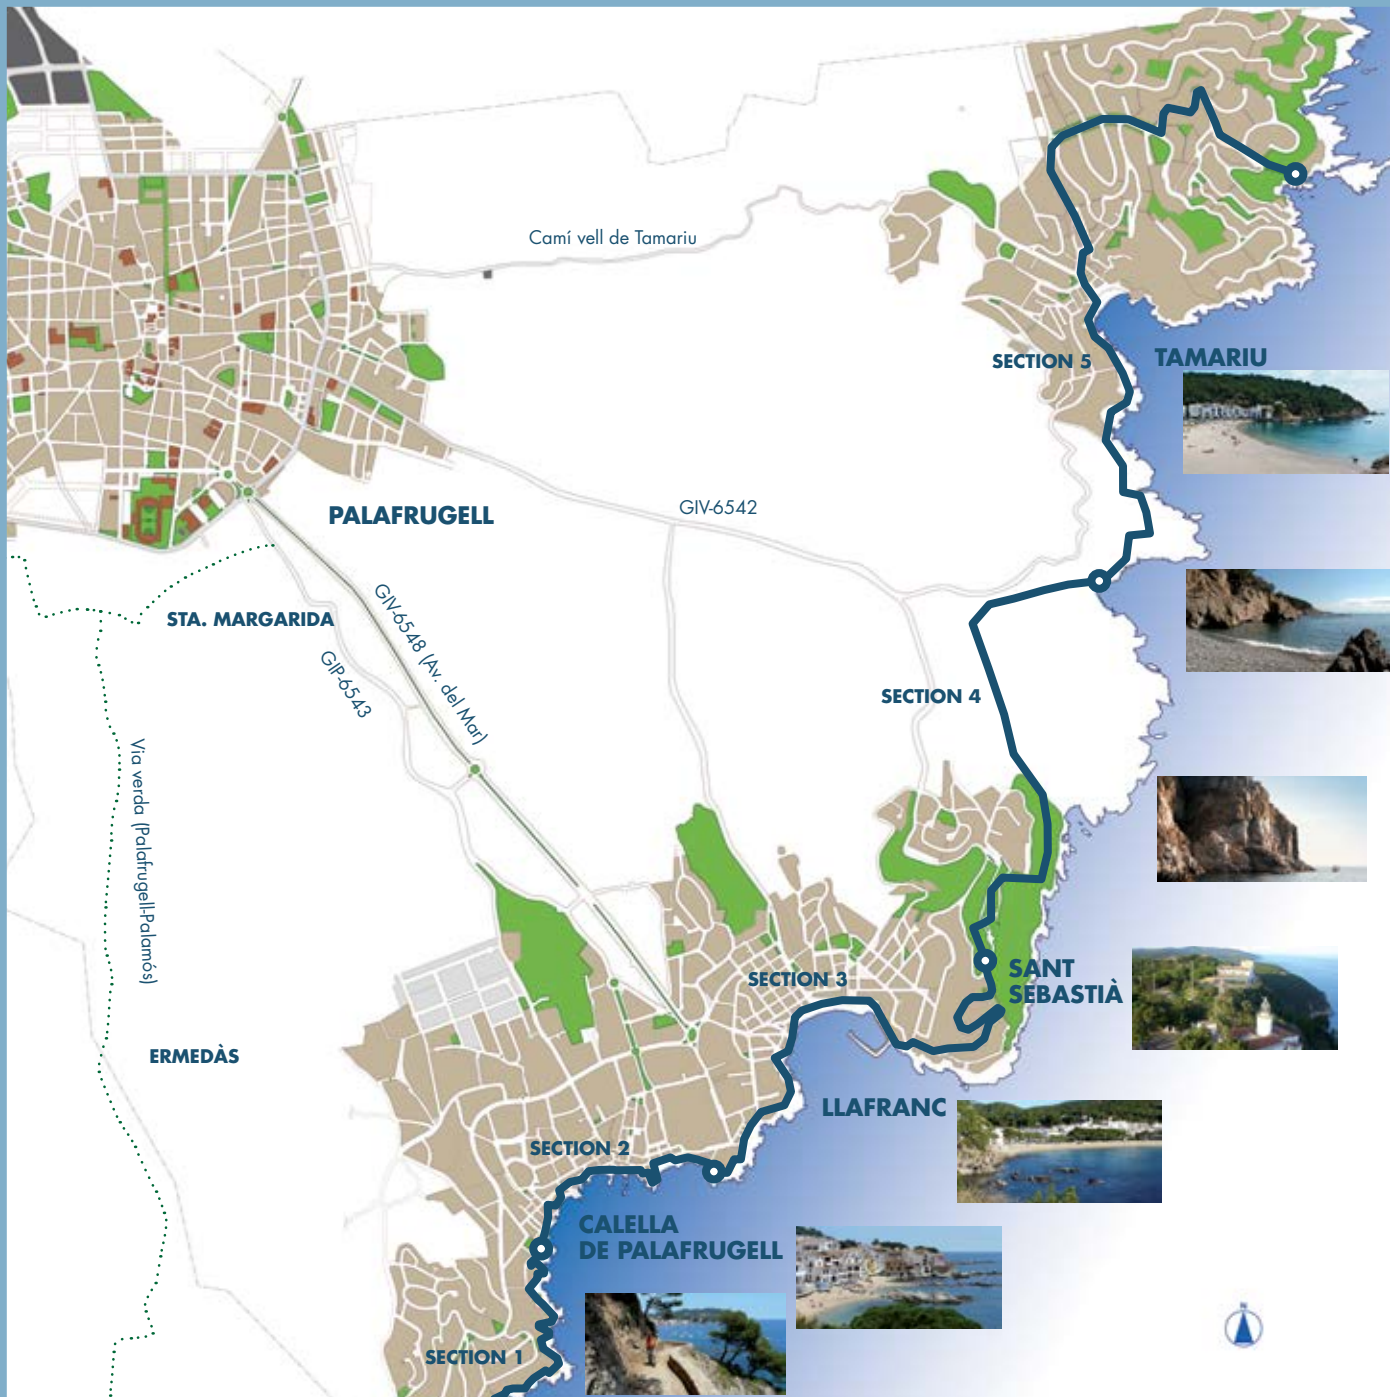 Camí vell de Tamariu
SECTION 5
TAMARIU
PALAFRUGELL
GIV-6542
STA. MARGARIDA
GIV-6548 (Av. del Mar)
GIP-6543
SECTION 4
Via verda (Palafrugell-Palamós)
SECTION 3
SANT
SEBASTIÀ
ERMEDÀS
LLAFRANC
SECTION 2
CALELLA
DE PALAFRUGELL
SECTION 1
N